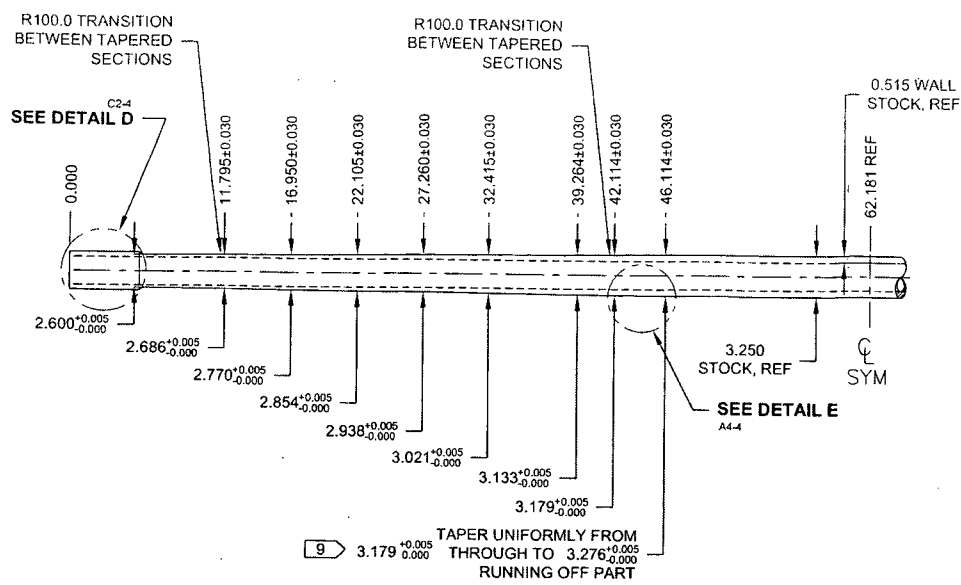 R100.0 TRANSITION
BETWEEN TAPERED
SECTIONS
R100.0 TRANSITION
BETWEEN TAPERED
SECTIONS
C2-4
SEE DETAIL D
0.515 WALL
STOCK, REF
0.000
11.795±0.030
16.950±0.030
22.105±0.030
27.260±0.030
32.415±0.030
39.264±0.030
42.114±0.030
46.114±0.030
62.181 REF
2.600 +0.005 -0.000
2.686 +0.005 -0.000
2.770 +0.005 -0.000
2.854 +0.005 -0.000
2.938 +0.005 -0.000
3.021 +0.005 -0.000
3.133 +0.005 -0.000
3.179 +0.005 -0.000
3.250
STOCK, REF
CL
SYM
SEE DETAIL E
A4-4
TAPER UNIFORMLY FROM
9 3.179 +0.005 0.000 THROUGH TO 3.276 +0.005 -0.000
RUNNING OFF PART